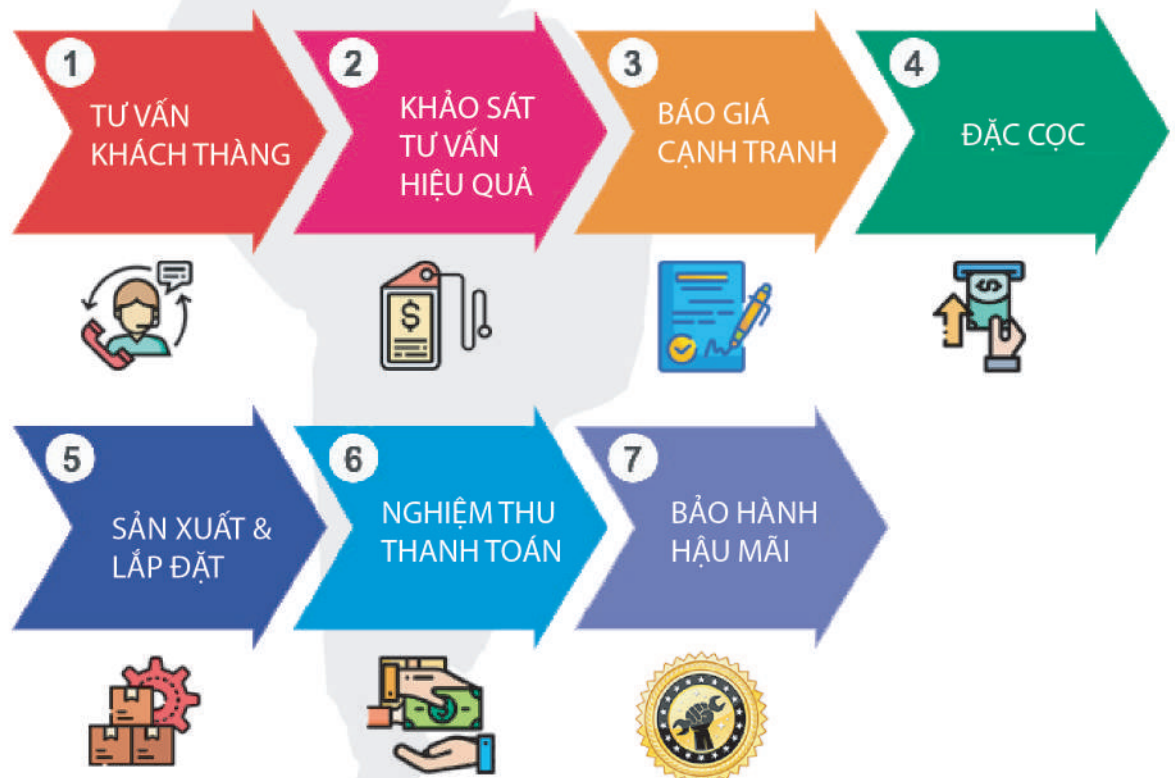 1
TƯ VẤN
KHÁCH THÀNG
2
KHẢO SÁT
TƯ VẤN
HIỆU QUẢ
3
BÁO GIÁ
CẠNH TRANH
4
ĐẶC CỌC
5
SẢN XUẤT &
LẮP ĐẶT
6
NGHIỆM THU
THANH TOÁN
7
BẢO HÀNH
HẬU MÃI